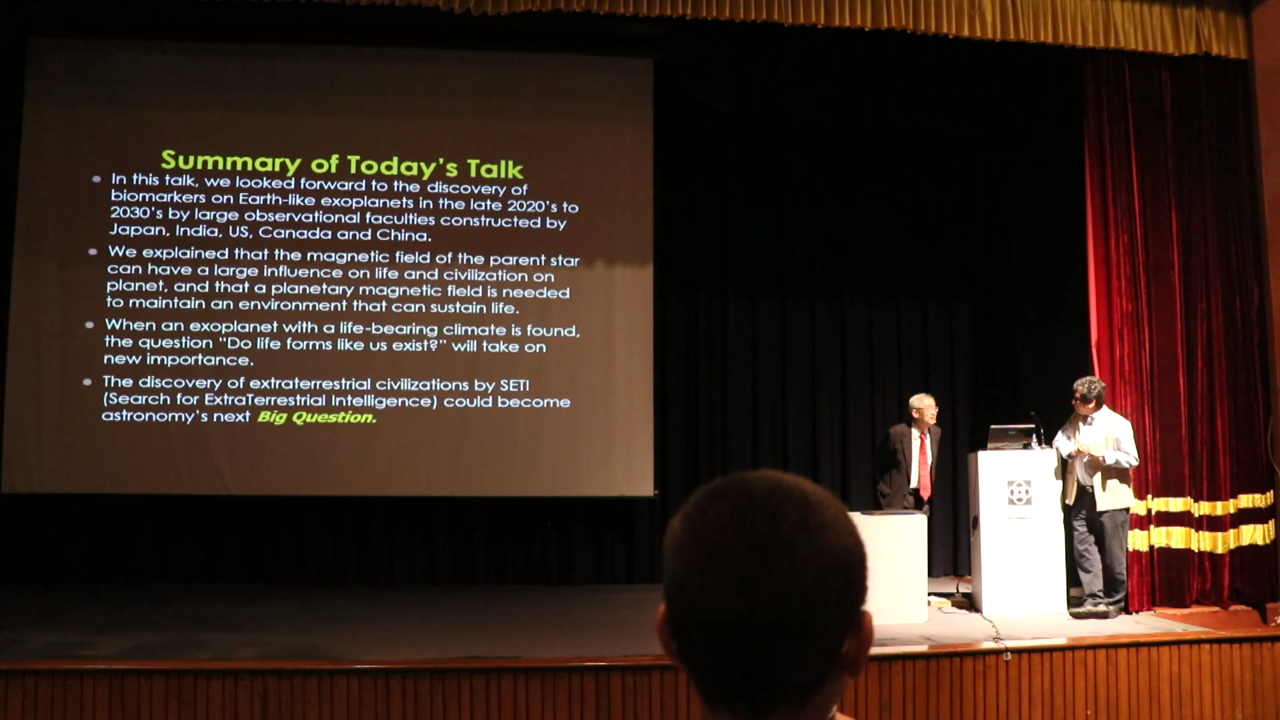 Summary of Today's Talk
• In this talk, we looked forward to the discovery of
biomarkers on Earth-like exoplanets in the late 2020's to
2030's by large observational faculties constructed by
Japan, India, US, Canada and China.
• We explained that the magnetic field of the parent star
can have a large influence on life and civilization on
planet, and that a planetary magnetic field is needed
to maintain an environment that can sustain life.
• When an exoplanet with a life-bearing climate is found,
the question "Do life forms like us exist?" will take on
new importance.
• The discovery of extraterrestrial civilizations by SETI
(Search for ExtraTerrestrial Intelligence) could become
astronomy's next Big Question.